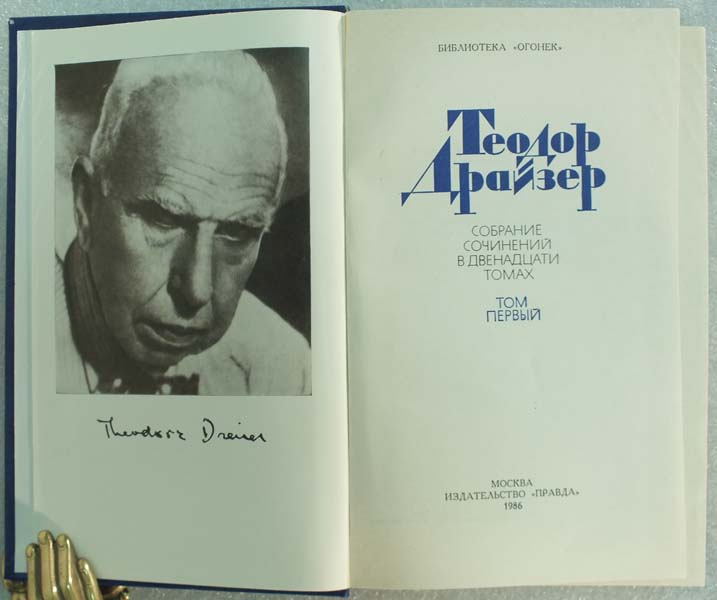 Theodore Dreiser
БИБЛИОТЕКА «ОГОНЕК»
Теодор
Драйзер
СОБРАНИЕ
СОЧИНЕНИЙ
В ДВЕНАДЦАТИ
ТОМАХ
ТОМ
ПЕРВЫЙ
МОСКВА
ИЗДАТЕЛЬСТВО «ПРАВДА»
1986